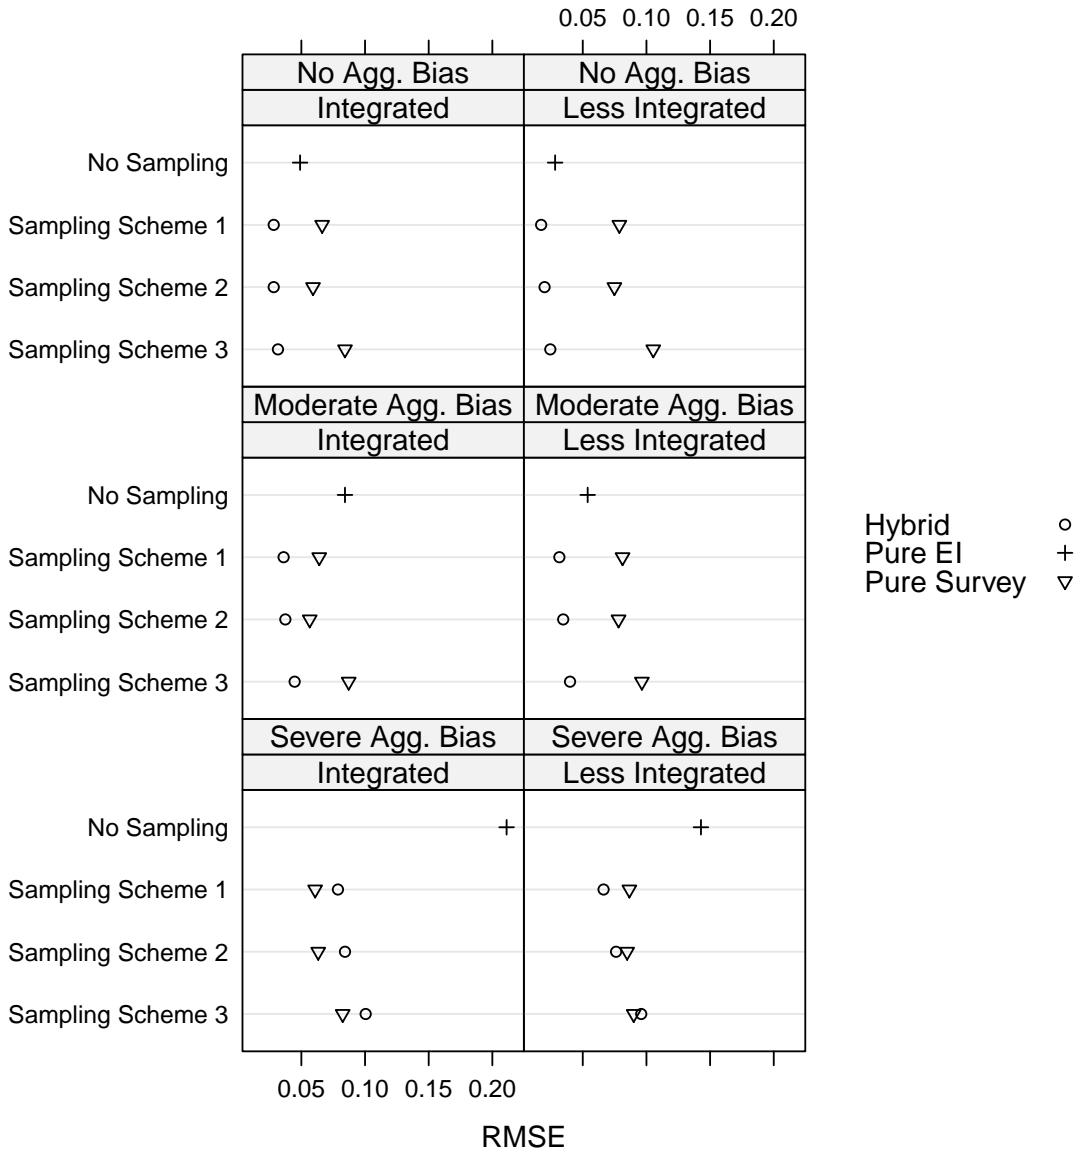 0.05 0.10 0.15 0.20
No Agg. Bias No Agg. Bias
Integrated Less Integrated
No Sampling
Sampling Scheme 1
Sampling Scheme 2
Sampling Scheme 3
Moderate Agg. Bias Moderate Agg. Bias
Integrated Less Integrated
No Sampling
Sampling Scheme 1
Sampling Scheme 2
Sampling Scheme 3
Severe Agg. Bias Severe Agg. Bias
Integrated Less Integrated
No Sampling
Sampling Scheme 1
Sampling Scheme 2
Sampling Scheme 3
0.05 0.10 0.15 0.20
RMSE
Hybrid
Pure EI
Pure Survey